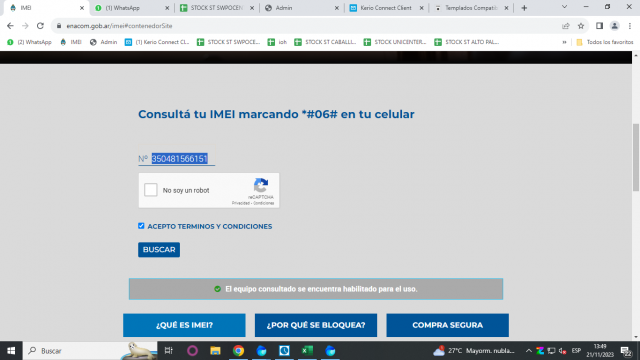 IMEI
(1) WhatsApp
STOCK ST SWPOCEN
Admin
Kerio Connect Client
Templados Compatib
enacom.gob.ar/imei#contenedorSite
(2) WhatsApp
IMEI
Admin
(1) Kerio Connect Cl...
STOCK ST SWPOCE...
ioh
STOCK ST CABALL...
STOCK UNICENTER...
STOCK ST ALTO PAL...
»
Todos los favoritos
Consultá tu IMEI marcando *#06# en tu celular
Nº 350481566151
No soy un robot
reCAPTCHA
Privacidad - Condiciones
ACEPTO TERMINOS Y CONDICIONES
BUSCAR
El equipo consultado se encuentra habilitado para el uso.
¿QUÉ ES IMEI?
¿POR QUÉ SE BLOQUEA?
COMPRA SEGURA
Buscar
27°C Mayorm. nubla...
ESP
13:49
21/11/2023